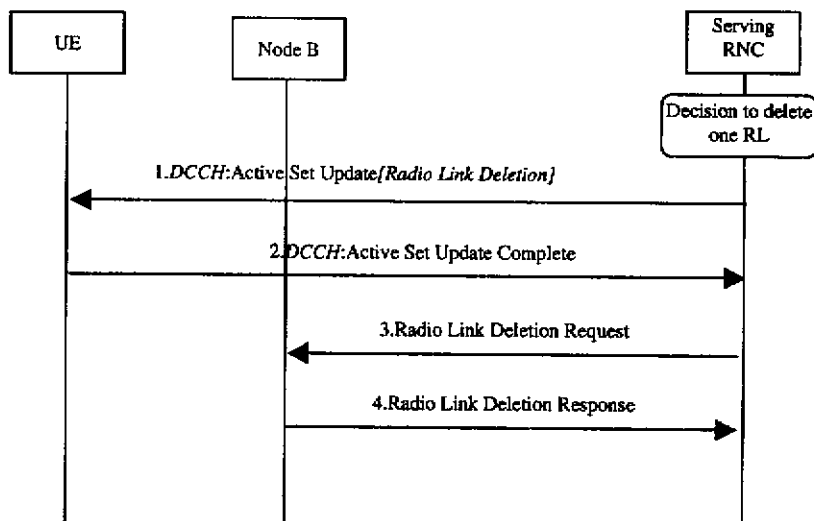 UE
Node B
Serving
RNC
Decision to delete
one RL
1.DCCH:Active Set Update[Radio Link Deletion]
2.DCCH:Active Set Update Complete
3.Radio Link Deletion Request
4.Radio Link Deletion Response